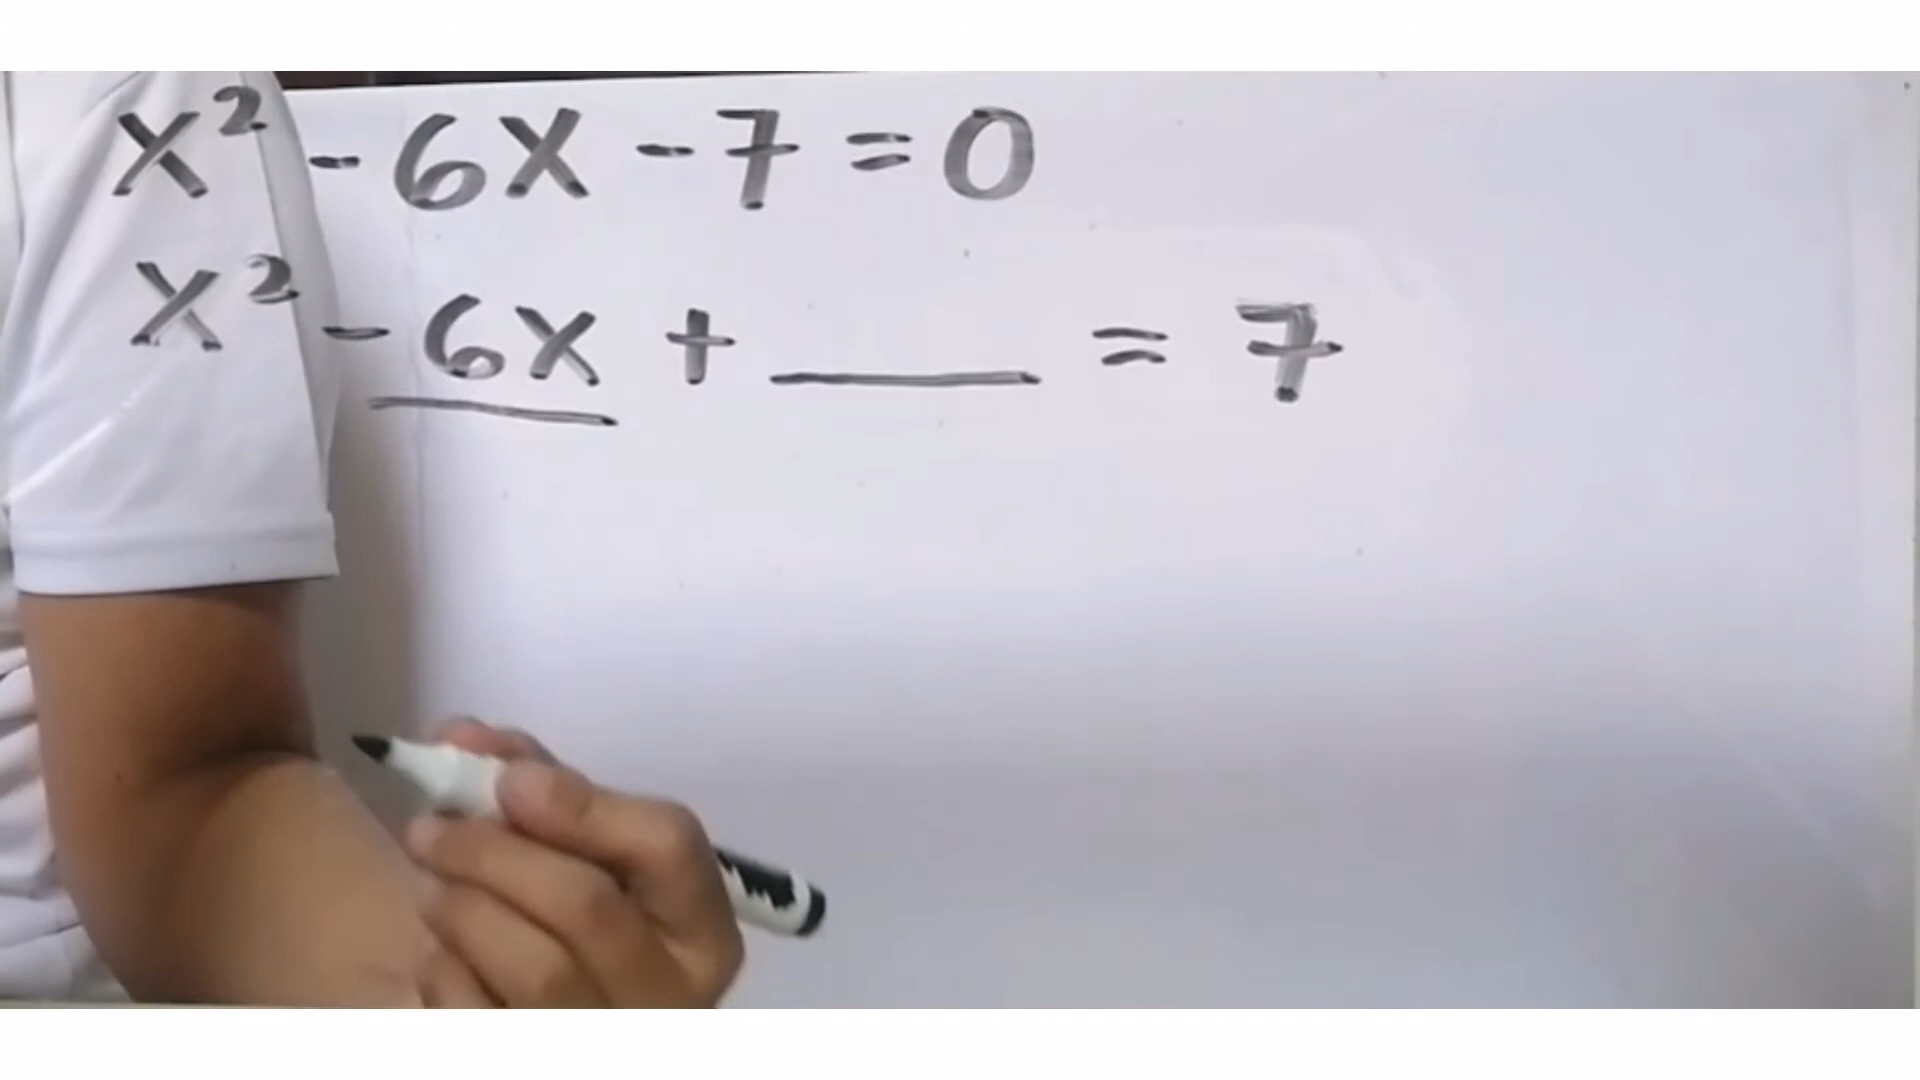 x² - 6x - 7 = 0
x² - 6x + ____ = 7